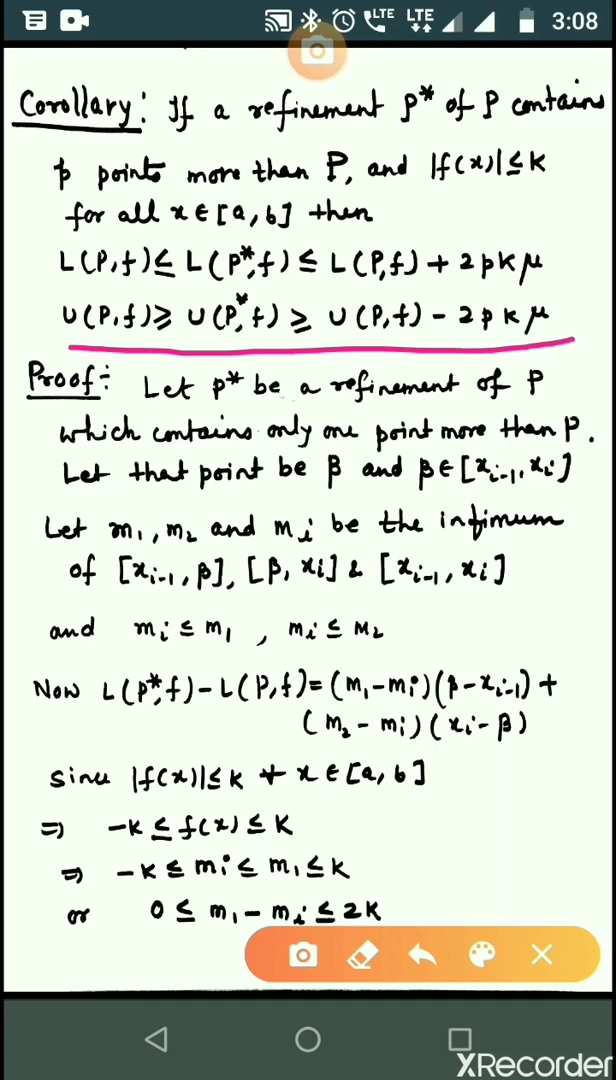 3:08
LTE LTE
Corollary: If a refinement P* of P contains
p points more than P, and |f(x)| ≤ K
for all x ∈ [a, b] then
L(P, f) ≤ L(P*, f) ≤ L(P, f) + 2pKμ
U(P, f) ≥ U(P*, f) ≥ U(P, f) - 2pKμ
Proof:- Let P* be a refinement of P
which contains only one point more than P.
Let that point be β and β ∈ [xᵢ₋₁, xᵢ]
Let m₁, m₂ and mᵢ be the infimum
of [xᵢ₋₁, β], [β, xᵢ] & [xᵢ₋₁, xᵢ]
and mᵢ ≤ m₁ , mᵢ ≤ m₂
Now L(P*, f) - L(P, f) = (m₁ - mᵢ)(β - xᵢ₋₁) +
(m₂ - mᵢ)(xᵢ - β)
Since |f(x)| ≤ K ∀ x ∈ [a, b]
⇒ -K ≤ f(x) ≤ K
⇒ -K ≤ mᵢ ≤ m₁ ≤ K
or 0 ≤ m₁ - mᵢ ≤ 2K
XRecorder